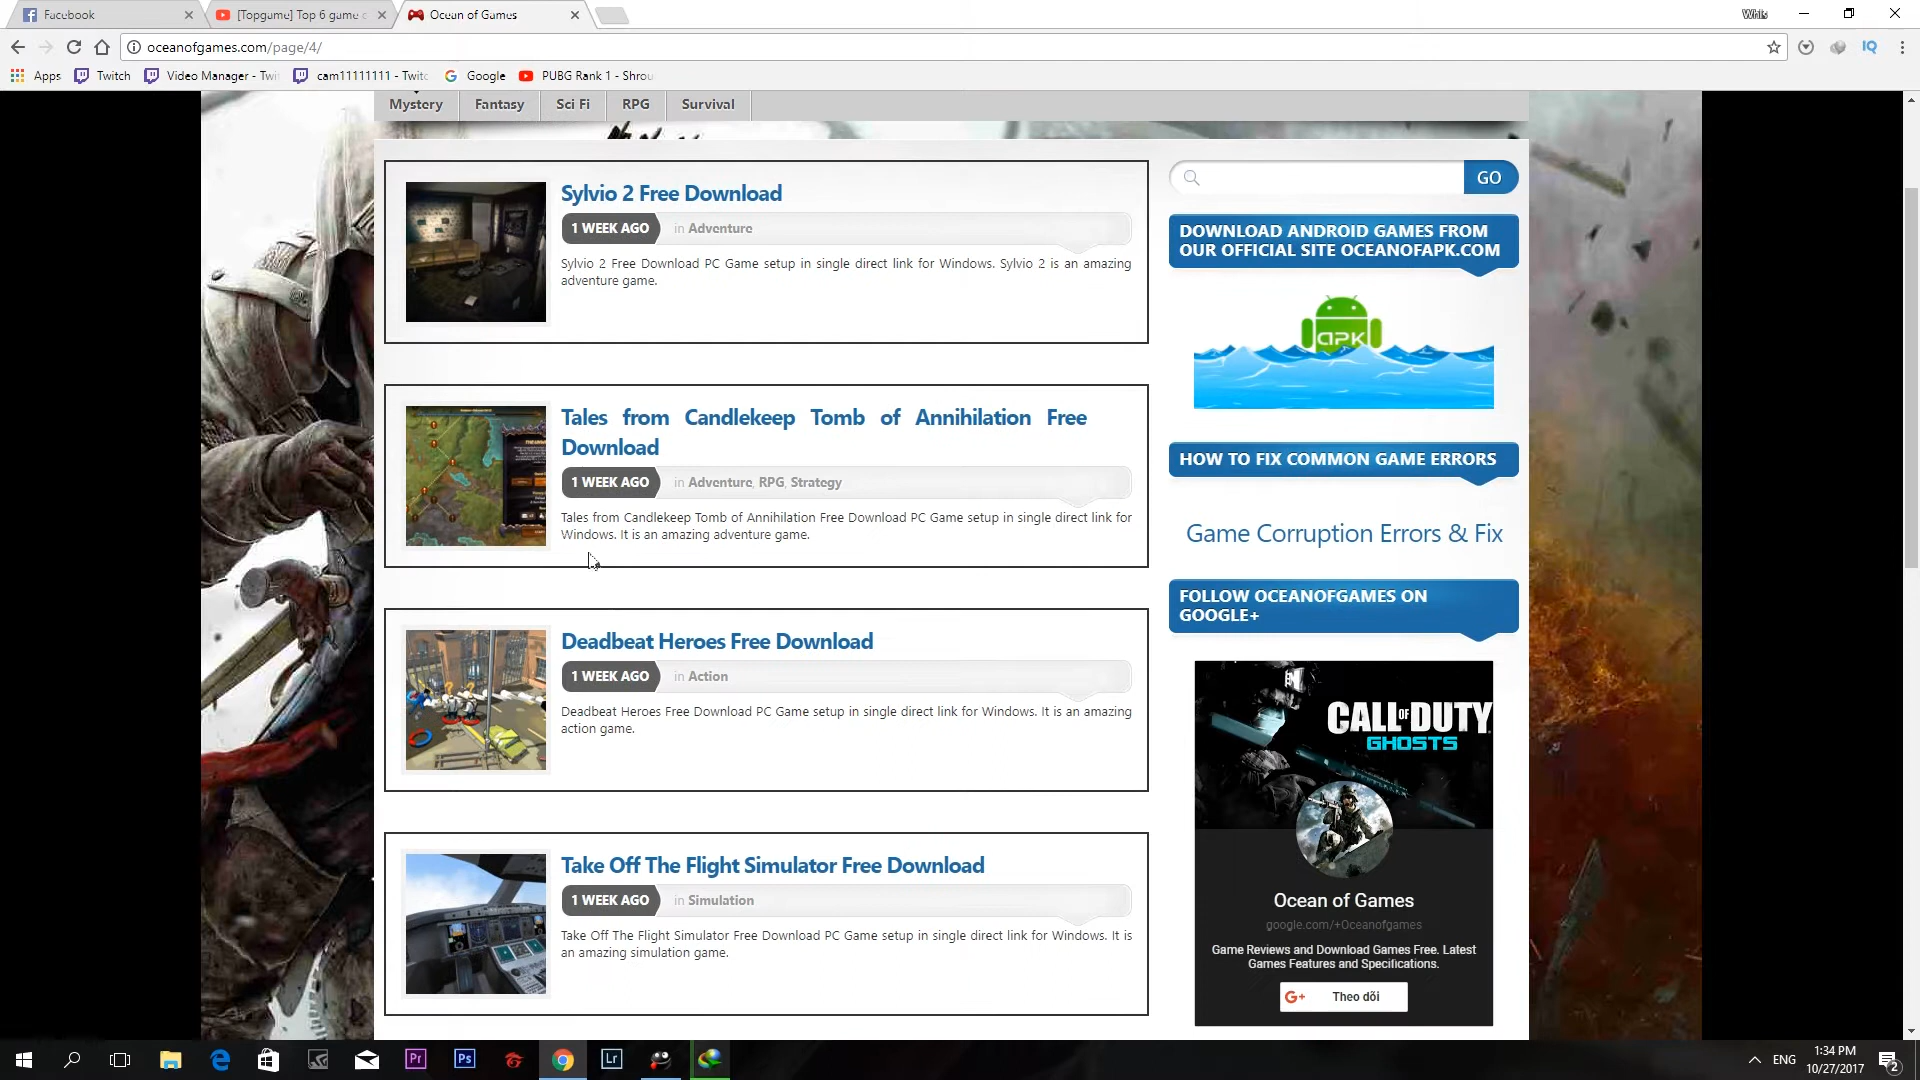 Facebook
[Topgame] Top 6 game
Ocean of Games
Whis
oceanofgames.com/page/4/
IQ
Apps
Twitch
Video Manager - Twi
cam11111111 - Twitc
Google
PUBG Rank 1 - Shrou
Mystery
Fantasy
Sci Fi
RPG
Survival
Sylvio 2 Free Download
1 WEEK AGO
in Adventure
Sylvio 2 Free Download PC Game setup in single direct link for Windows. Sylvio 2 is an amazing
adventure game.
Tales from Candlekeep Tomb of Annihilation Free
Download
1 WEEK AGO
in Adventure, RPG, Strategy
Tales from Candlekeep Tomb of Annihilation Free Download PC Game setup in single direct link for
Windows. It is an amazing adventure game.
Deadbeat Heroes Free Download
1 WEEK AGO
in Action
Deadbeat Heroes Free Download PC Game setup in single direct link for Windows. It is an amazing
action game.
Take Off The Flight Simulator Free Download
1 WEEK AGO
in Simulation
Take Off The Flight Simulator Free Download PC Game setup in single direct link for Windows. It is
an amazing simulation game.
GO
DOWNLOAD ANDROID GAMES FROM
OUR OFFICIAL SITE OCEANOFAPK.COM
APK
HOW TO FIX COMMON GAME ERRORS
Game Corruption Errors & Fix
FOLLOW OCEANOFGAMES ON
GOOGLE+
CALL OF DUTY
GHOSTS
Ocean of Games
google.com/+Oceanofgames
Game Reviews and Download Games Free. Latest
Games Features and Specifications.
G+ Theo dõi
Pr
Ps
Lr
ENG
1:34 PM
10/27/2017
2